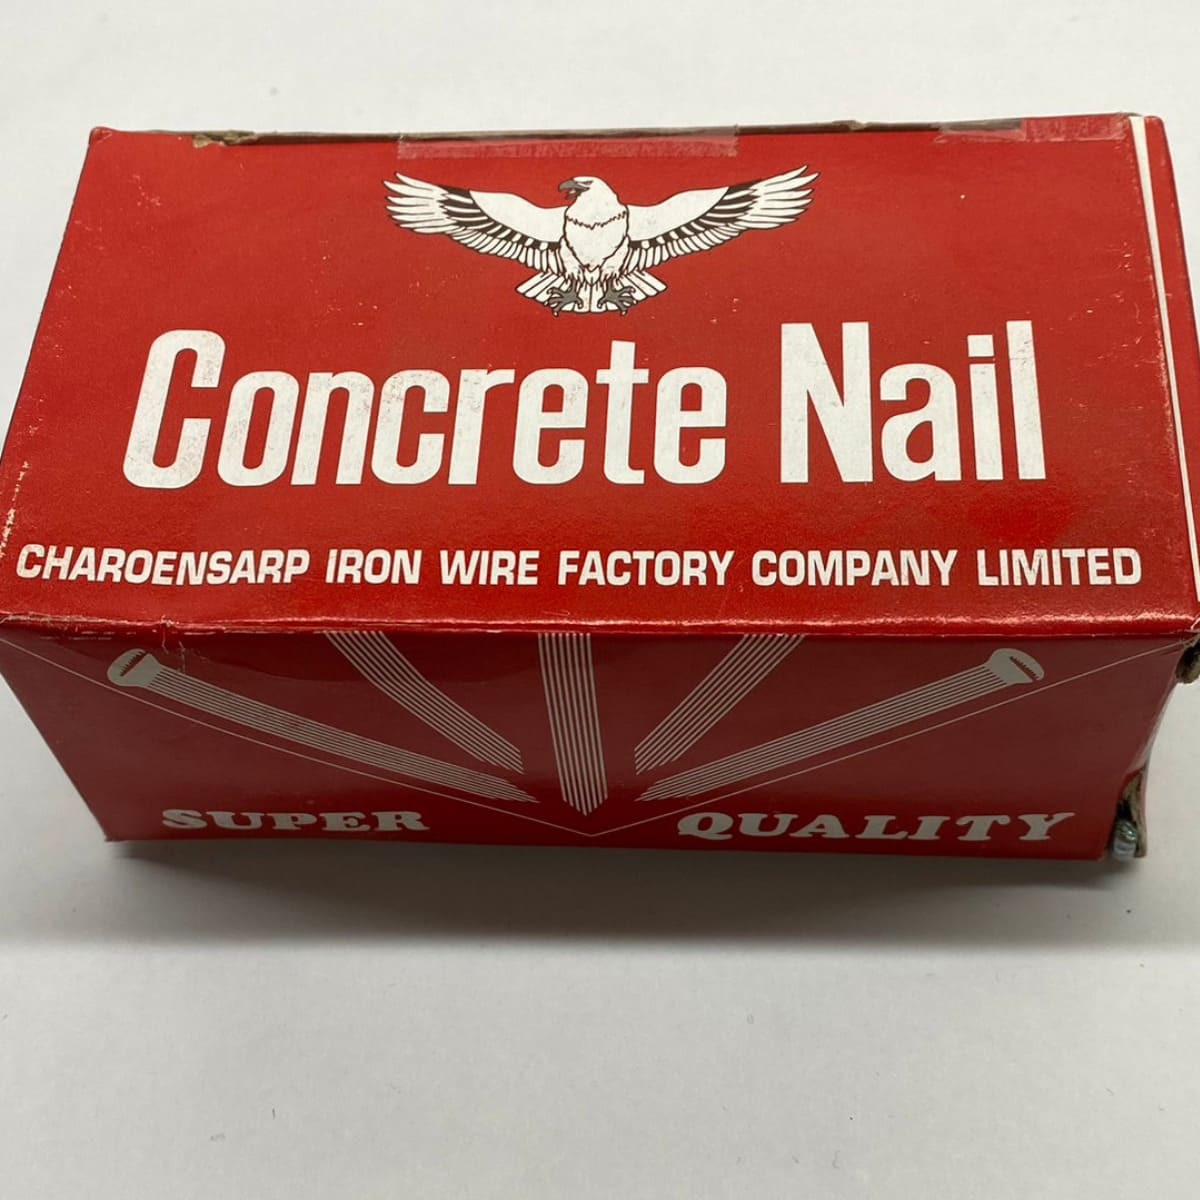 Concrete Nail
CHAROENSARP IRON WIRE FACTORY COMPANY LIMITED
SUPER QUALITY